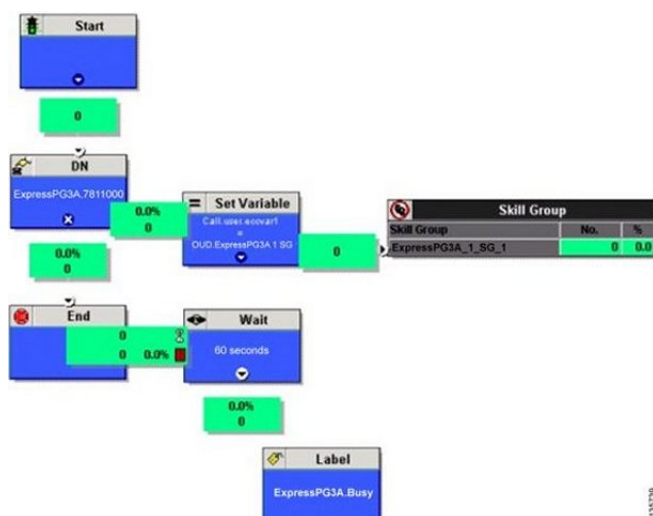 Start
0
DN
ExpressPG3A.7811000
0.0%
0
Set Variable
Call.user.ecovar1
=
OUD.ExpressPG3A 1 SG
0
Skill Group
Skill Group No. %
.ExpressPG3A_1_SG_1 0 0.0
0.0%
0
End
0
0 0.0%
Wait
60 seconds
0.0%
0
Label
ExpressPG3A.Busy